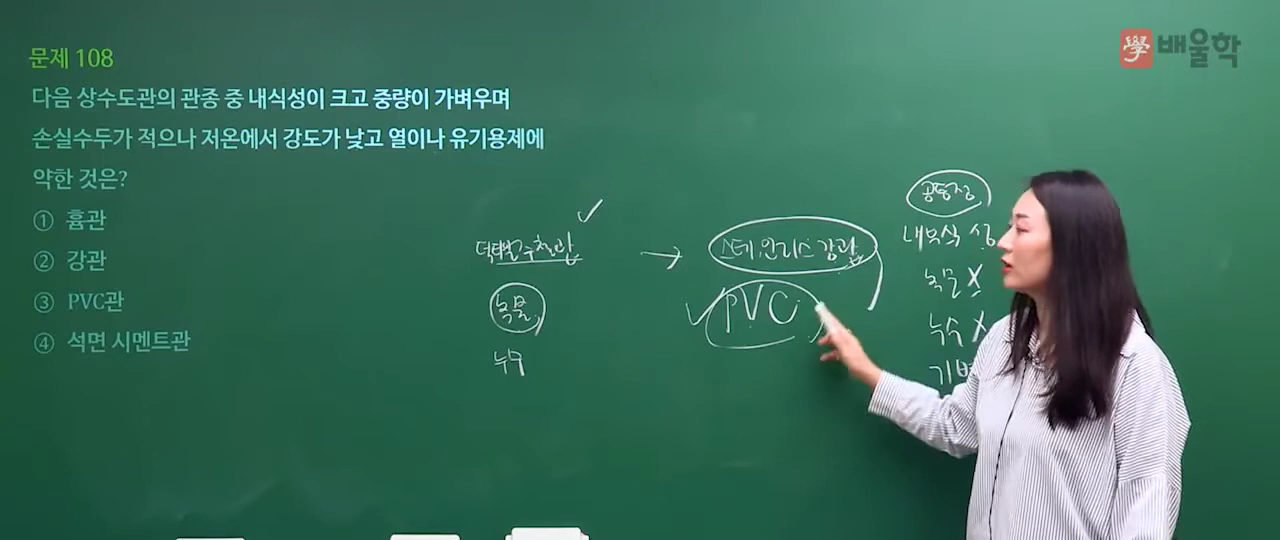 문제 108
學 배울학
다음 상수도관의 관종 중 내식성이 크고 중량이 가벼우며
손실수두가 적으나 저온에서 강도가 낮고 열이나 유기용제에
약한 것은?
① 흄관
② 강관
③ PVC관
④ 석면 시멘트관
녹물
스테인리스강관
PVC
공통점
녹물 X
누수 X